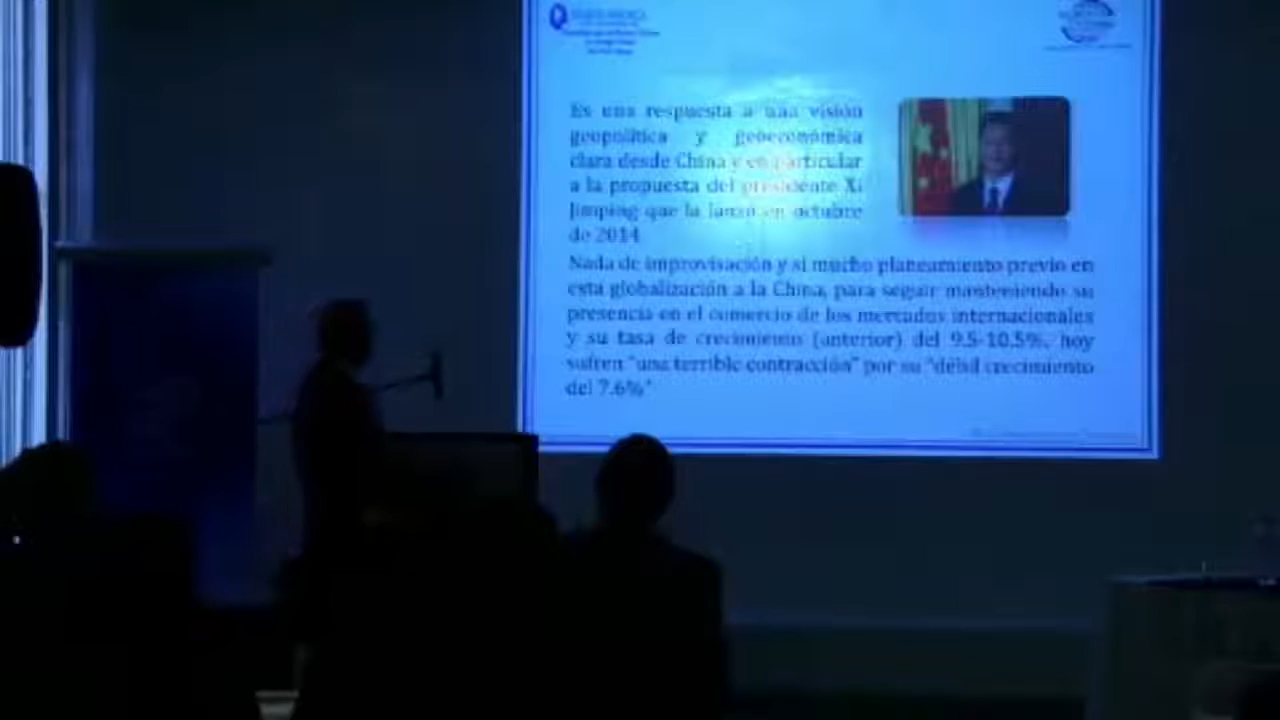 Es una respuesta a una visión
geopolítica y geoeconómica
clara desde China y en particular
a la propuesta del presidente Xi
Jimping que la lanzo en octubre
de 2014
Nada de improvisación y si mucho planeamiento previo en
esta globalización a la China, para seguir manteniendo su
presencia en el comercio de los mercados internacionales
y su tasa de crecimiento (anterior) del 9.5-10.5%, hoy
sufren "una terrible contracción" por su "débil crecimiento
del 7.6%"